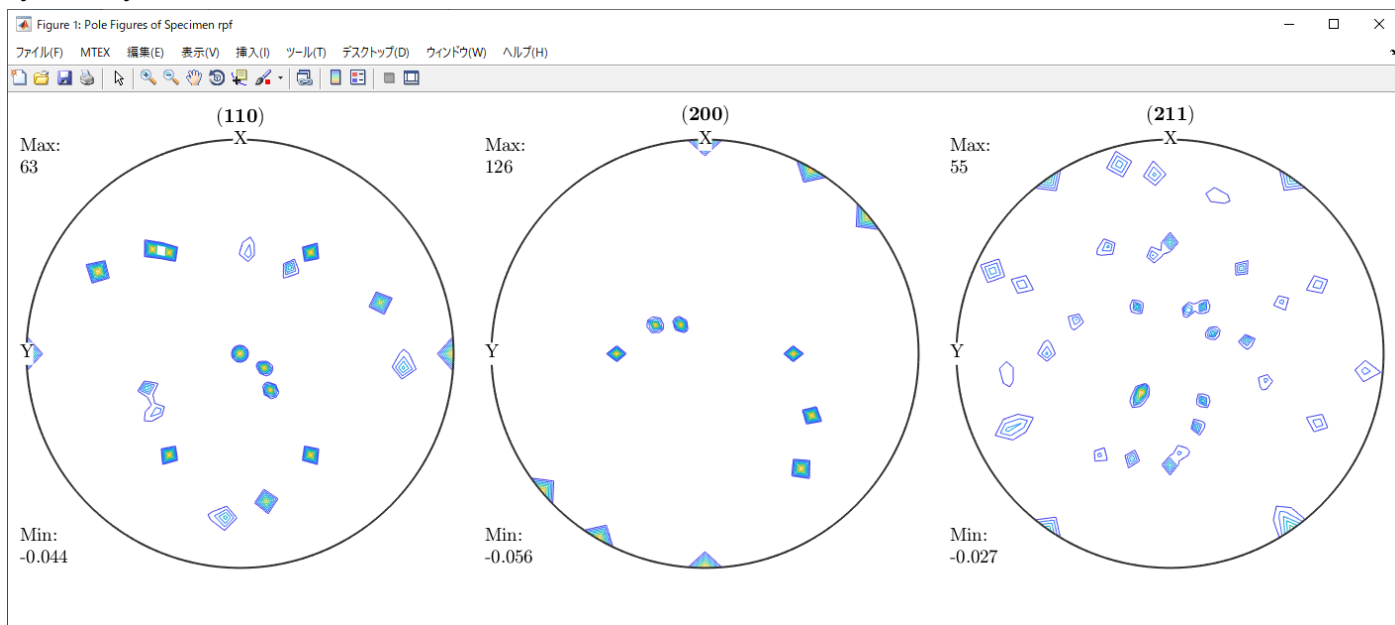 Figure 1: Pole Figures of Specimen rpf
ファイル(F) MTEX 編集(E) 表示(V) 挿入(I) ツール(T) デスクトップ(D) ウィンドウ(W) ヘルプ(H)
(110)
Max:
63
X
Y
Min:
-0.044
(200)
Max:
126
X
Y
Min:
-0.056
(211)
Max:
55
X
Y
Min:
-0.027